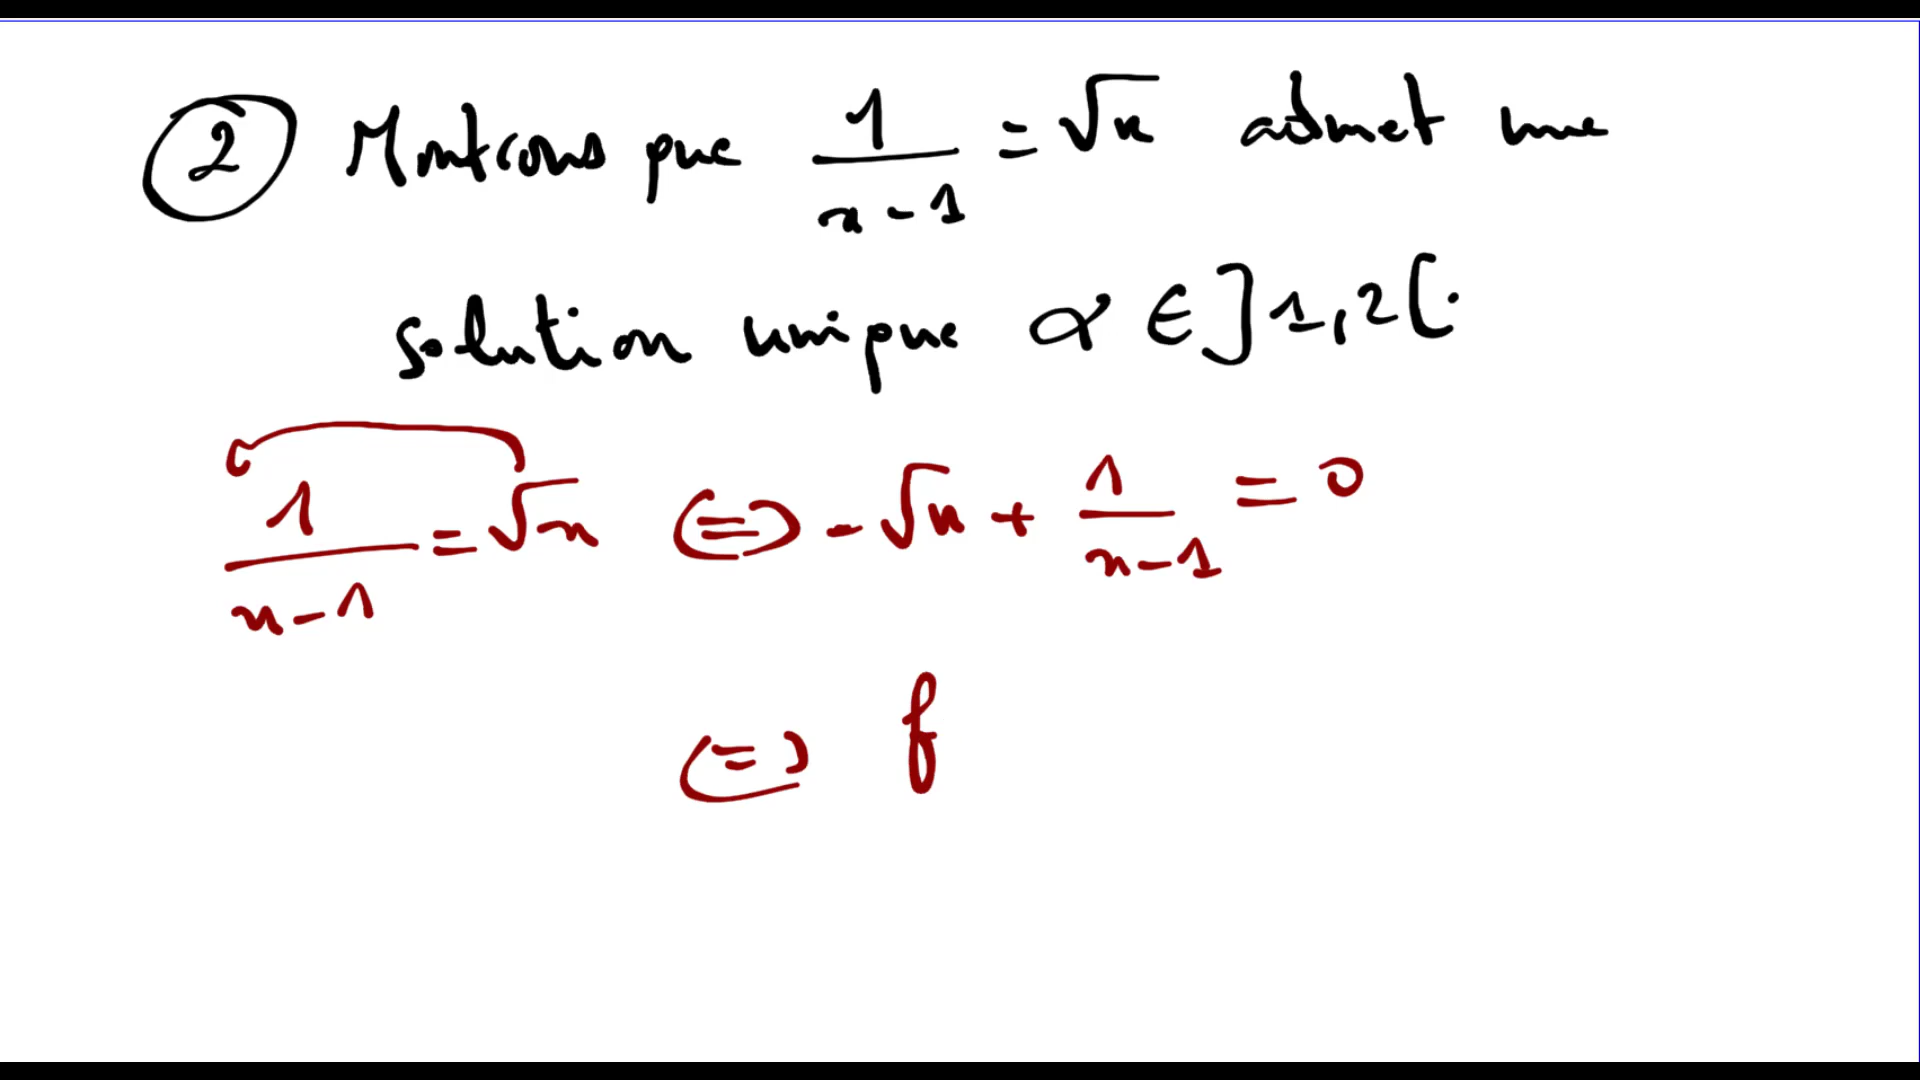 ② Montrons que 1/(x-1) = √x admet une
solution unique α ∈ ]1,2[.
1/(x-1) = √x ⟺ -√x + 1/(x-1) = 0
⟺ f